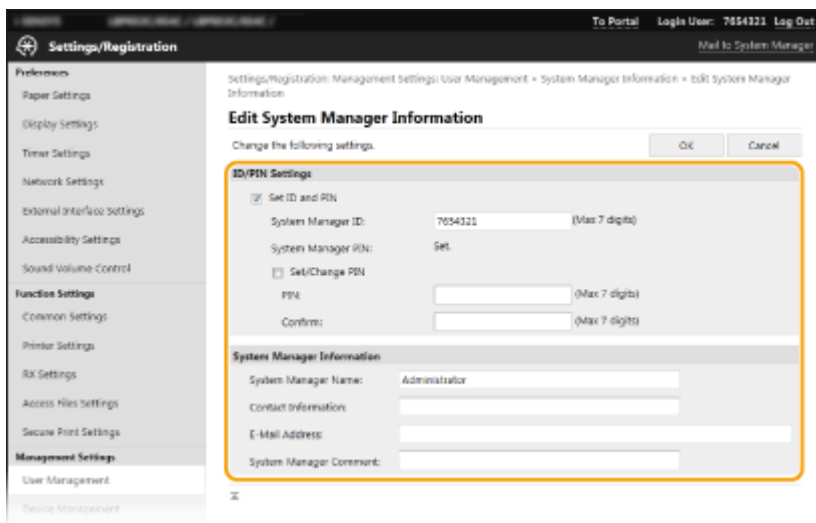 To Portal Login User: 7654321 Log Out
Settings/Registration
Mail to System Manager
Preferences
Paper Settings
Display Settings
Timer Settings
Network Settings
External Interface Settings
Accessibility Settings
Sound Volume Control
Function Settings
Common Settings
Printer Settings
RX Settings
Access Files Settings
Secure Print Settings
Management Settings
User Management
Device Management
Settings/Registration: Management Settings: User Management > System Manager Information > Edit System Manager
Information
Edit System Manager Information
Change the following settings.
OK Cancel
ID/PIN Settings
Set ID and PIN
System Manager ID: 7654321 (Max 7 digits)
System Manager PIN: Set.
Set/Change PIN
PIN: (Max 7 digits)
Confirm: (Max 7 digits)
System Manager Information
System Manager Name: Administrator
Contact Information:
E-Mail Address:
System Manager Comment: